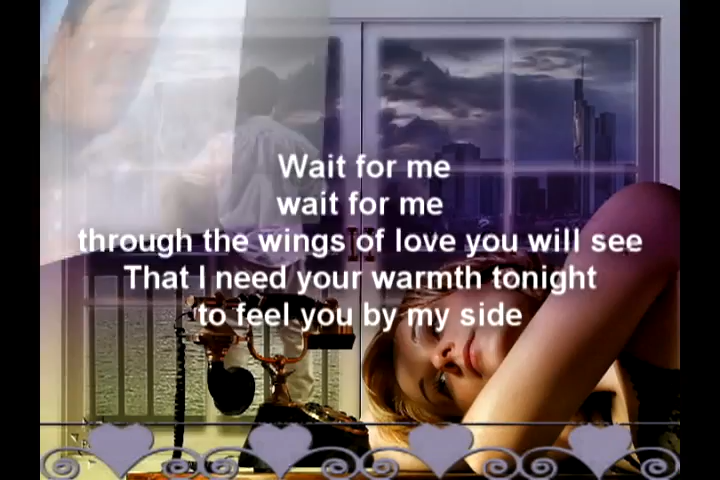 Wait for me
wait for me
through the wings of love you will see
That I need your warmth tonight
to feel you by my side